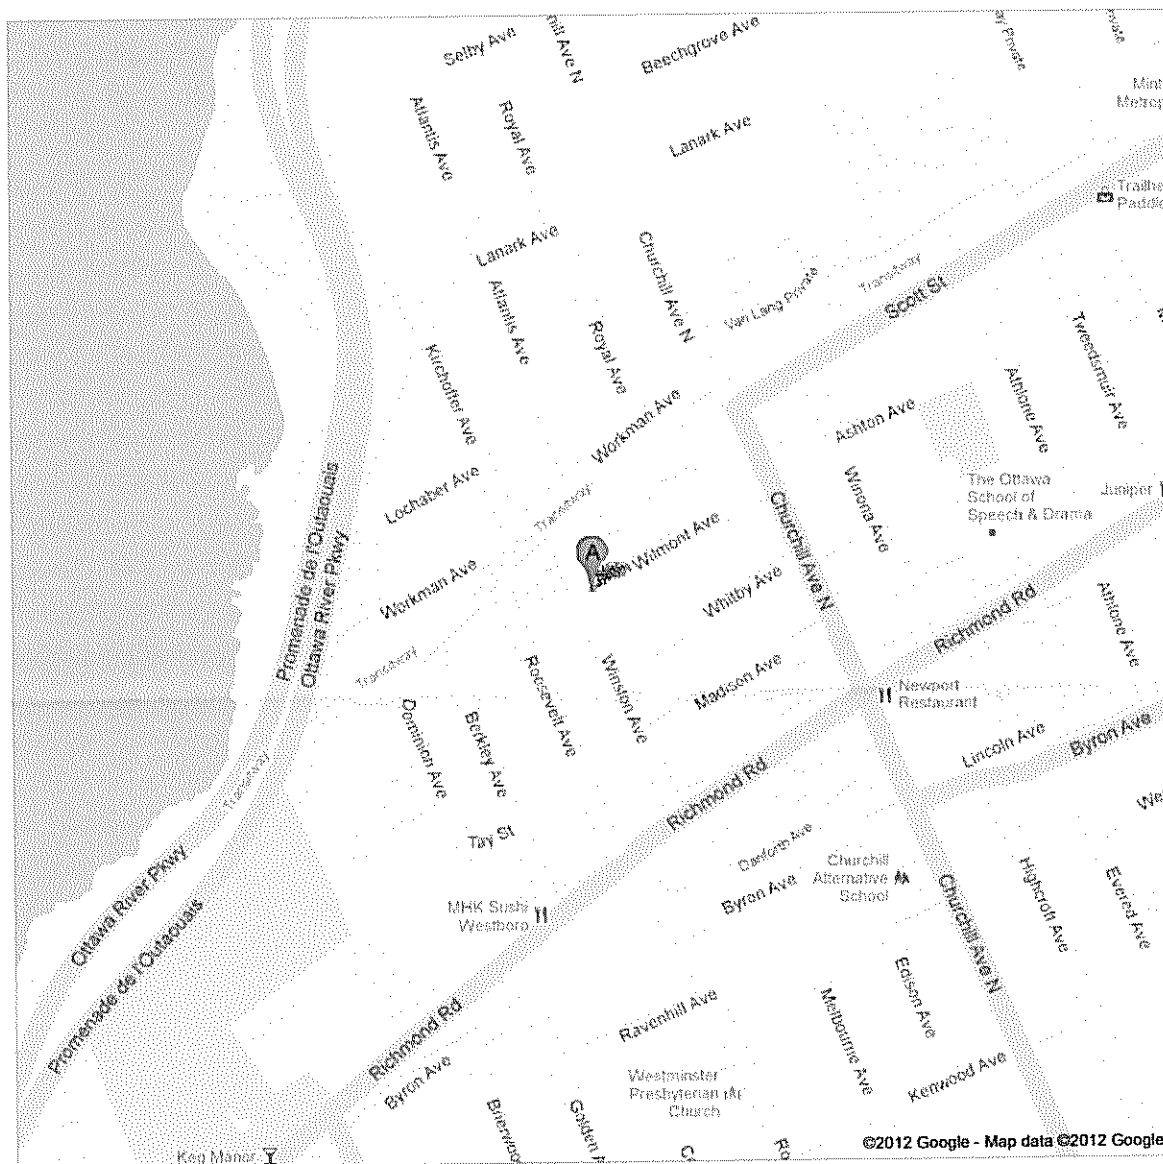 Selby Ave
Beechgrove Ave
Atlantis Ave
Royal Ave
Lanark Ave
Lanark Ave
Churchill Ave N
Atlantis Ave
Royal Ave
Van Lang Private
Transitway
Scott St
Tweedsmuir Ave
Athlone Ave
Kirchoffer Ave
Workman Ave
Ashton Ave
Lochaber Ave
Transitway
Winona Ave
The Ottawa
School of
Speech & Drama
Juniper
Promenade de l'Outaouais
Ottawa River Pkwy
A
Wilmont Ave
Churchill Ave N
Workman Ave
Whitby Ave
Richmond Rd
Athlone Ave
Transitway
Roosevelt Ave
Winston Ave
Madison Ave
Newport
Restaurant
Dominion Ave
Berkley Ave
Lincoln Ave
Byron Ave
Transitway
Richmond Rd
Tay St
Danforth Ave
Byron Ave
Churchill
Alternative
School
Highcroft Ave
Evered Ave
MHK Sushi
Westboro
Ottawa River Pkwy
Promenade de l'Outaouais
Churchill Ave N
Edison Ave
Melbourne Ave
Ravenhill Ave
Richmond Rd
Byron Ave
Westminster
Presbyterian
Church
Kenwood Ave
Keg Manor
©2012 Google - Map data ©2012 Google